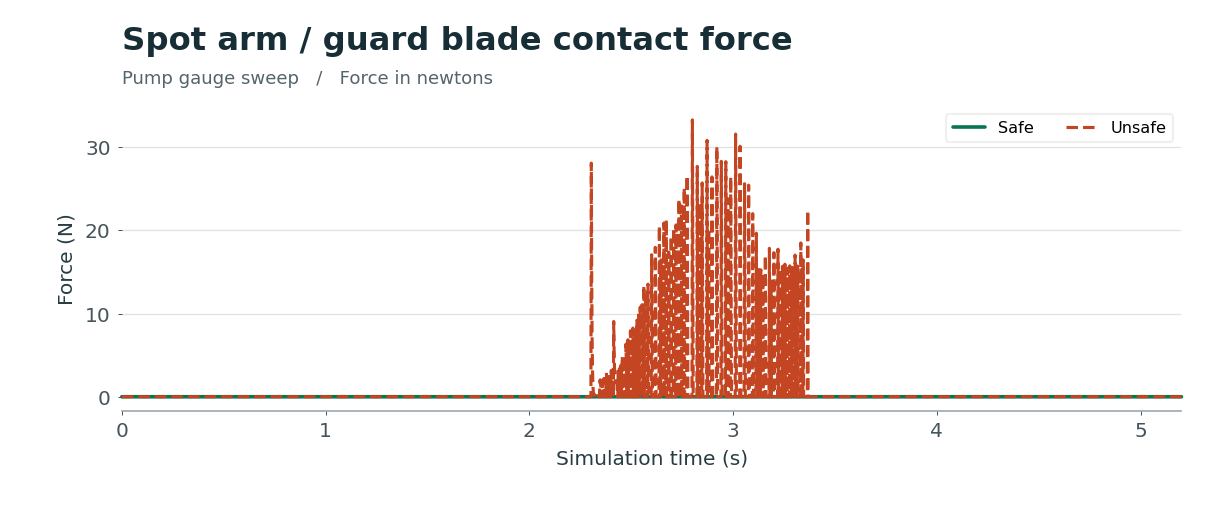 Spot arm / guard blade contact force
Pump gauge sweep / Force in newtons
Safe Unsafe
30
20
10
0
Force (N)
0 1 2 3 4 5
Simulation time (s)